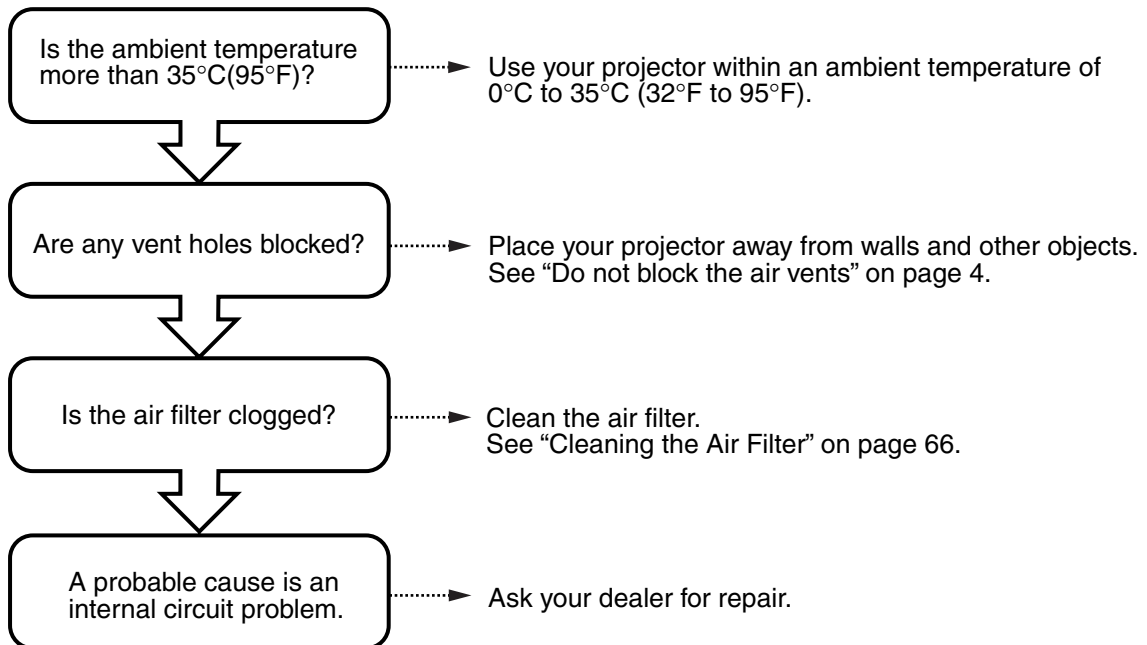 Is the ambient temperature
more than 35°C(95°F)?
Use your projector within an ambient temperature of
0°C to 35°C (32°F to 95°F).
Are any vent holes blocked?
Place your projector away from walls and other objects.
See “Do not block the air vents” on page 4.
Is the air filter clogged?
Clean the air filter.
See “Cleaning the Air Filter” on page 66.
A probable cause is an
internal circuit problem.
Ask your dealer for repair.